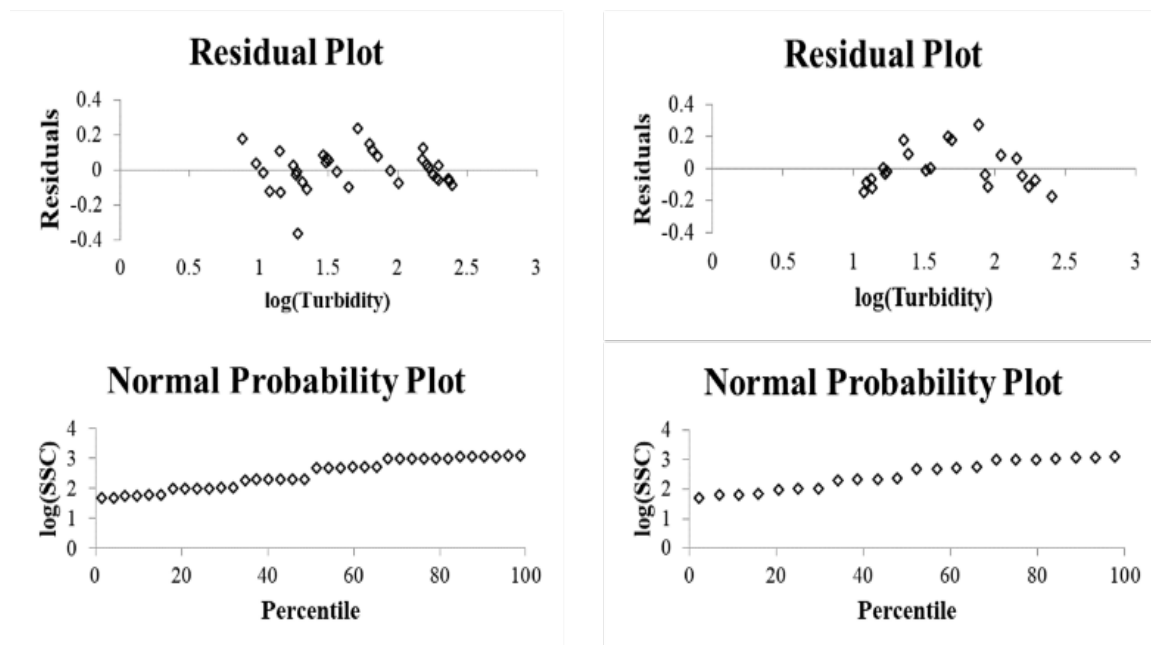 Residual Plot
0.4
0.2
0
-0.2
-0.4
Residuals
0 0.5 1 1.5 2 2.5 3
log(Turbidity)
Residual Plot
0.4
0.2
0
-0.2
-0.4
Residuals
0 0.5 1 1.5 2 2.5 3
log(Turbidity)
Normal Probability Plot
4
3
2
1
0
log(SSC)
0 20 40 60 80 100
Percentile
Normal Probability Plot
4
3
2
1
0
log(SSC)
0 20 40 60 80 100
Percentile